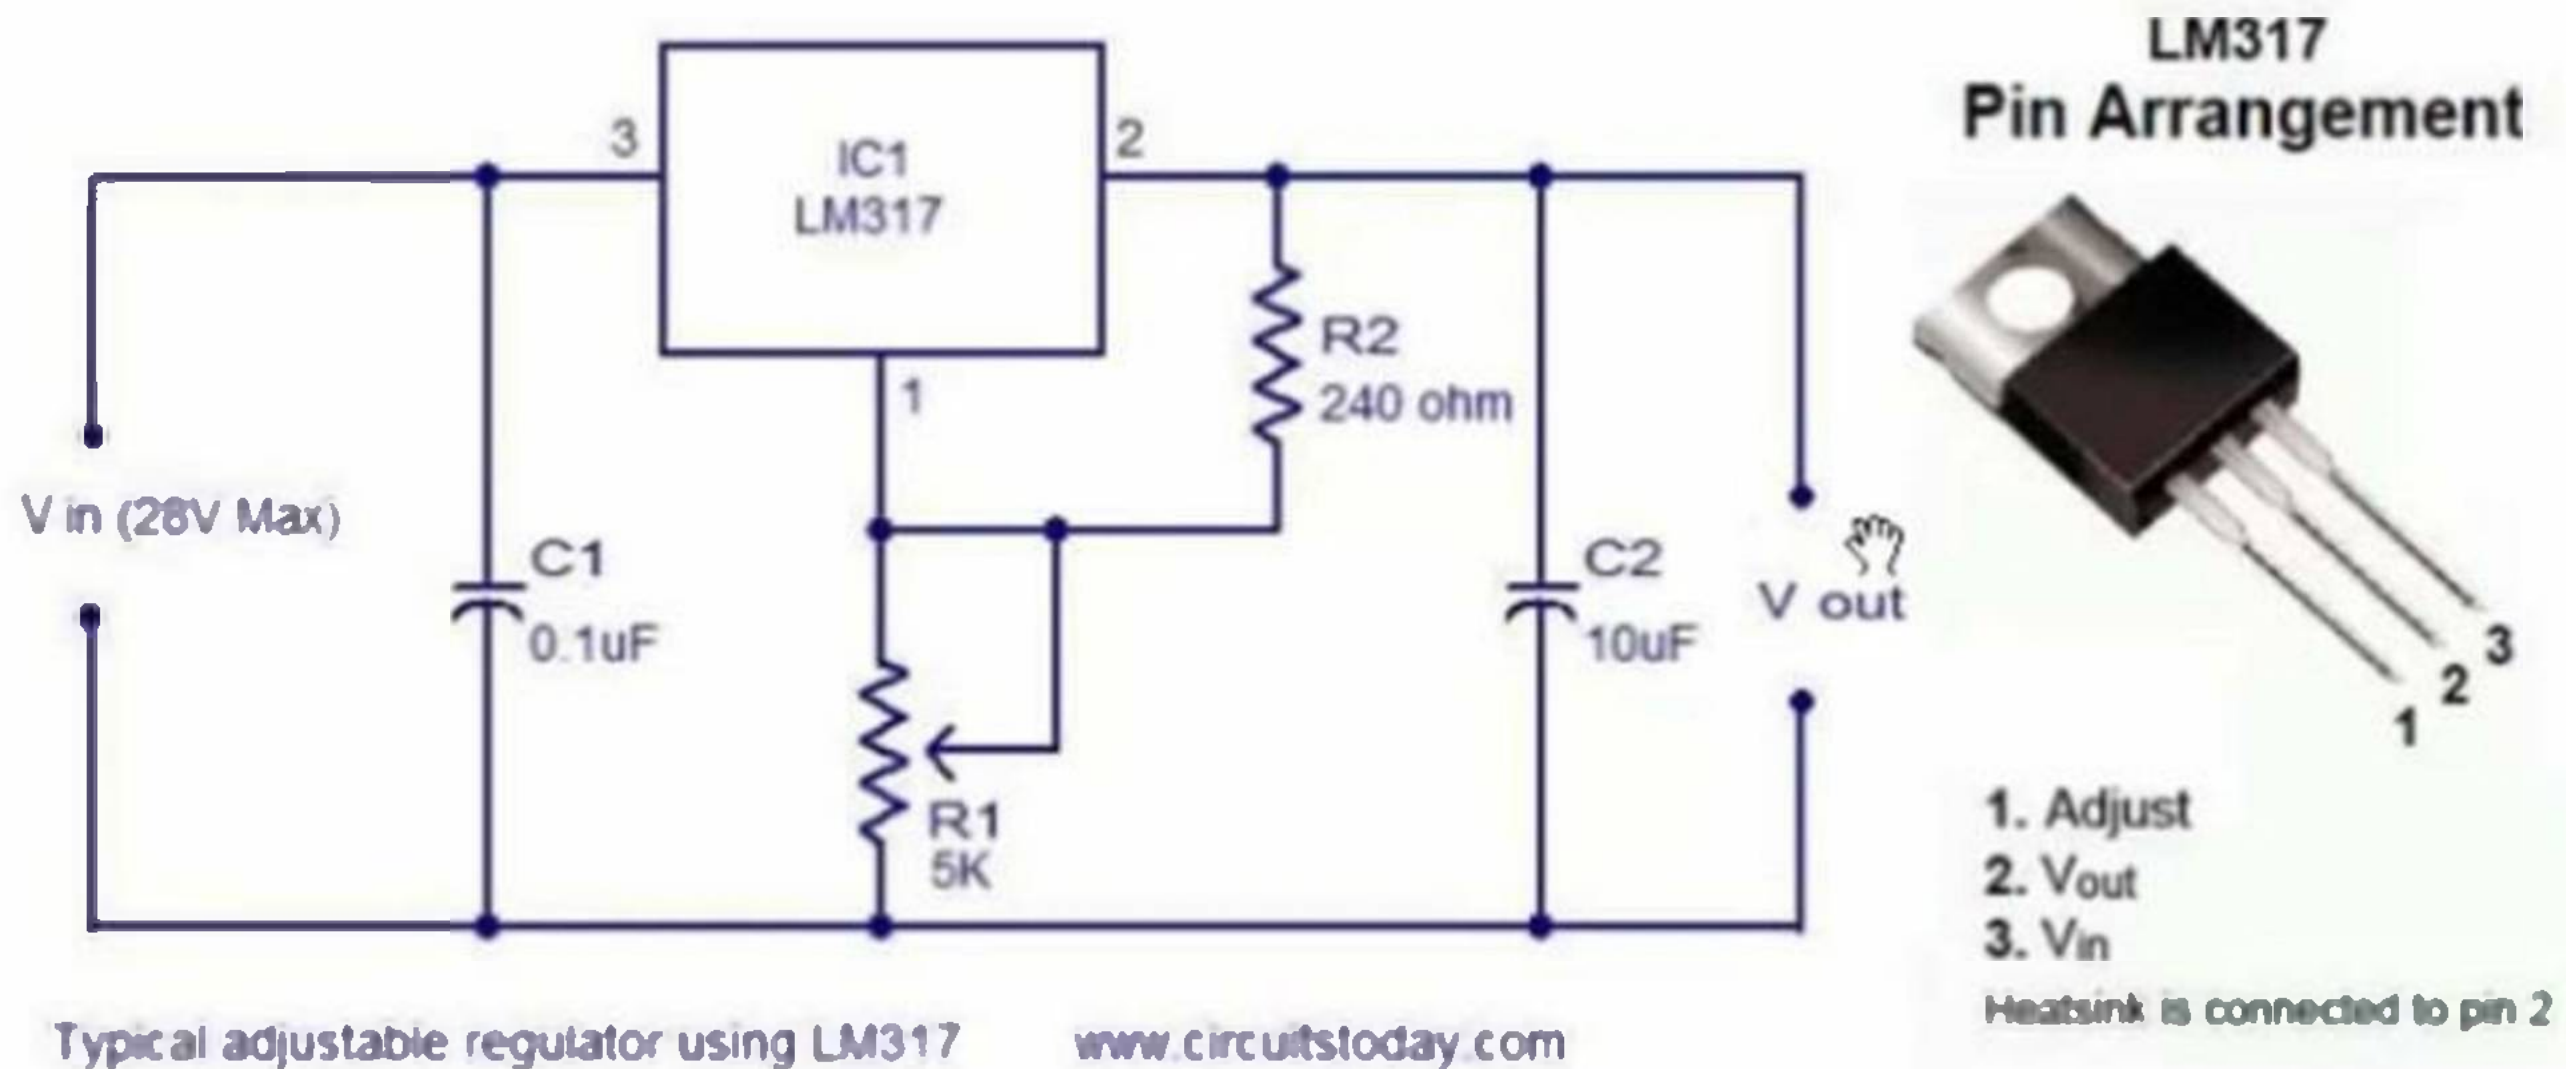 LM317
Pin Arrangement
3
2
IC1
LM317
1
R2
240 ohm
V in (28V Max)
C1
0.1uF
C2
10uF
V out
R1
5K
3
2
1
1. Adjust
2. Vout
3. Vin
Heatsink is connected to pin 2
Typical adjustable regulator using LM317
www.circuitstoday.com